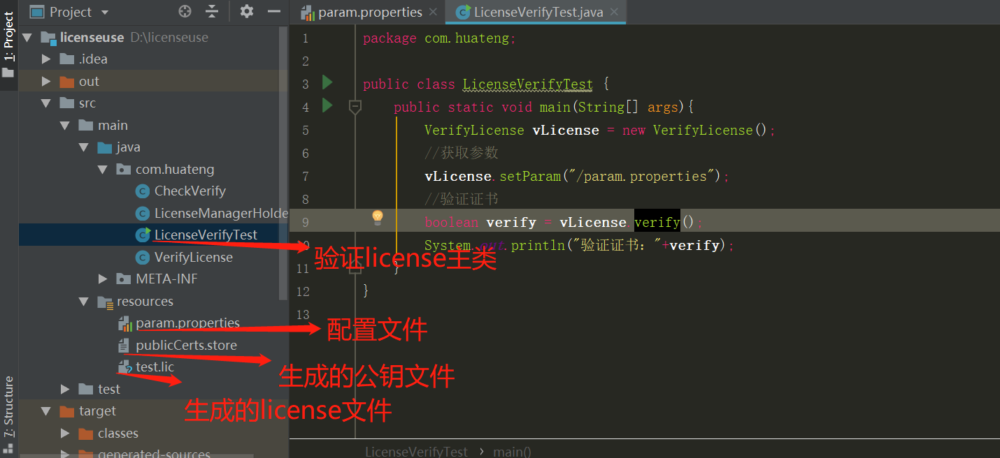 Project
param.properties
LicenseVerifyTest.java
1: Project
7: Structure
licenseuse D:\licenseuse
.idea
out
src
main
java
com.huateng
CheckVerify
LicenseManagerHolde
LicenseVerifyTest
VerifyLicense
META-INF
resources
param.properties
publicCerts.store
test.lic
test
target
classes
generated-sources
1 package com.huateng;
2
3 public class LicenseVerifyTest {
4 public static void main(String[] args){
5 VerifyLicense vLicense = new VerifyLicense();
6 //获取参数
7 vLicense.setParam("/param.properties");
8 //验证证书
9 boolean verify = vLicense.verify();
10 System.out.println("验证证书："+verify);
11 }
12 }
13
验证license主类
配置文件
生成的公钥文件
生成的license文件
LicenseVerifyTest › main()